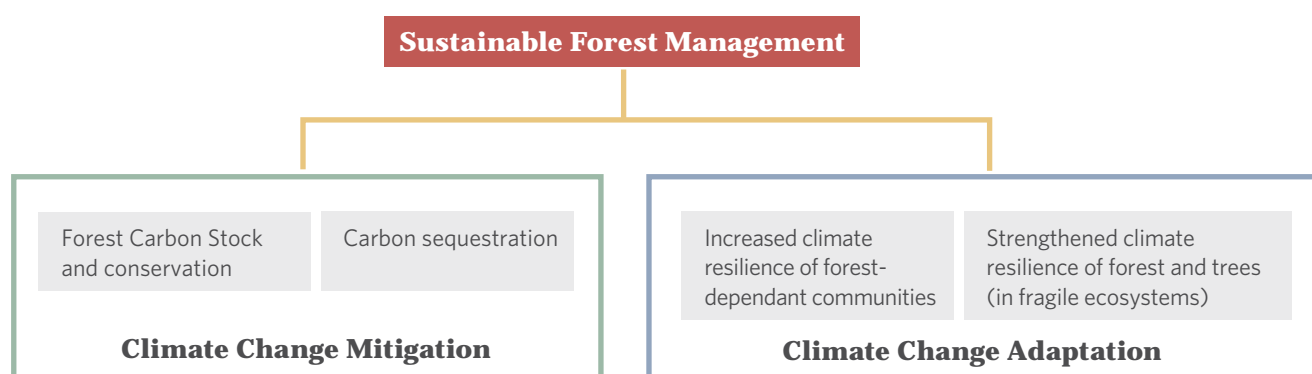 Sustainable Forest Management
Forest Carbon Stock
and conservation
Carbon sequestration
Climate Change Mitigation
Increased climate
resilience of forest-
dependant communities
Strengthened climate
resilience of forest and trees
(in fragile ecosystems)
Climate Change Adaptation